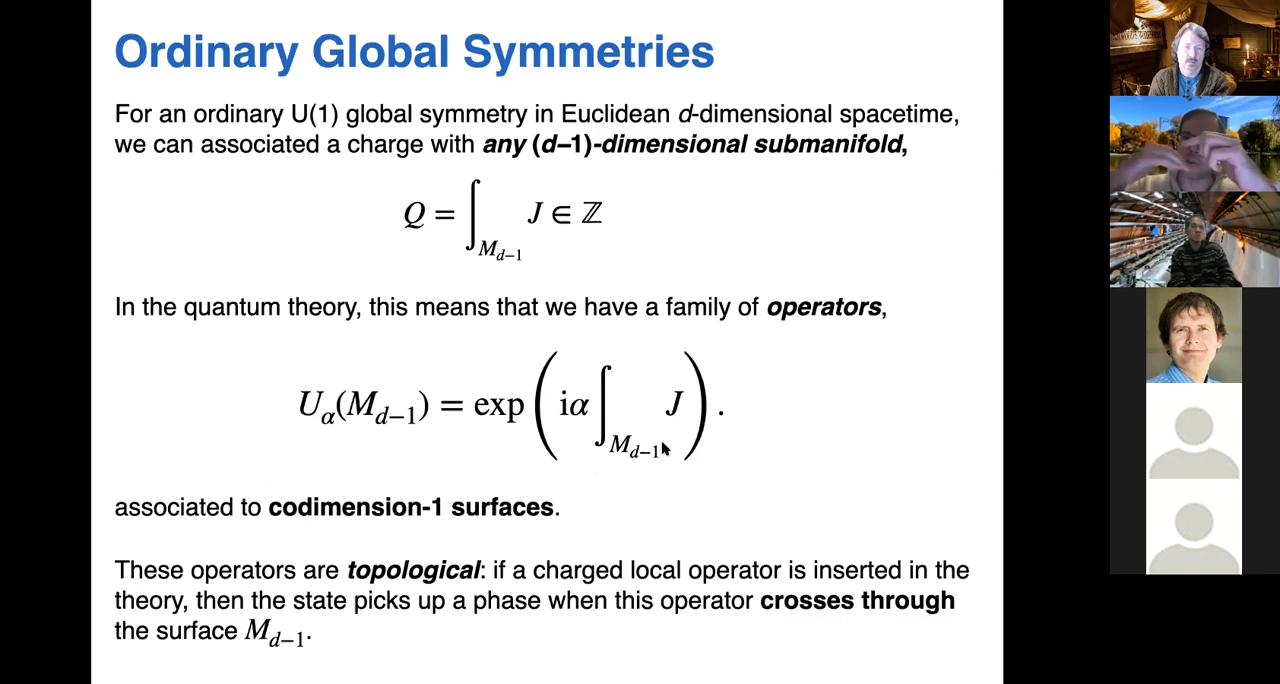 Ordinary Global Symmetries
For an ordinary U(1) global symmetry in Euclidean d-dimensional spacetime,
we can associated a charge with any (d–1)-dimensional submanifold,
Q = ∫_{M_{d−1}} J ∈ ℤ
In the quantum theory, this means that we have a family of operators,
U_α(M_{d−1}) = exp(iα ∫_{M_{d−1}} J).
associated to codimension-1 surfaces.
These operators are topological: if a charged local operator is inserted in the
theory, then the state picks up a phase when this operator crosses through
the surface M_{d−1}.